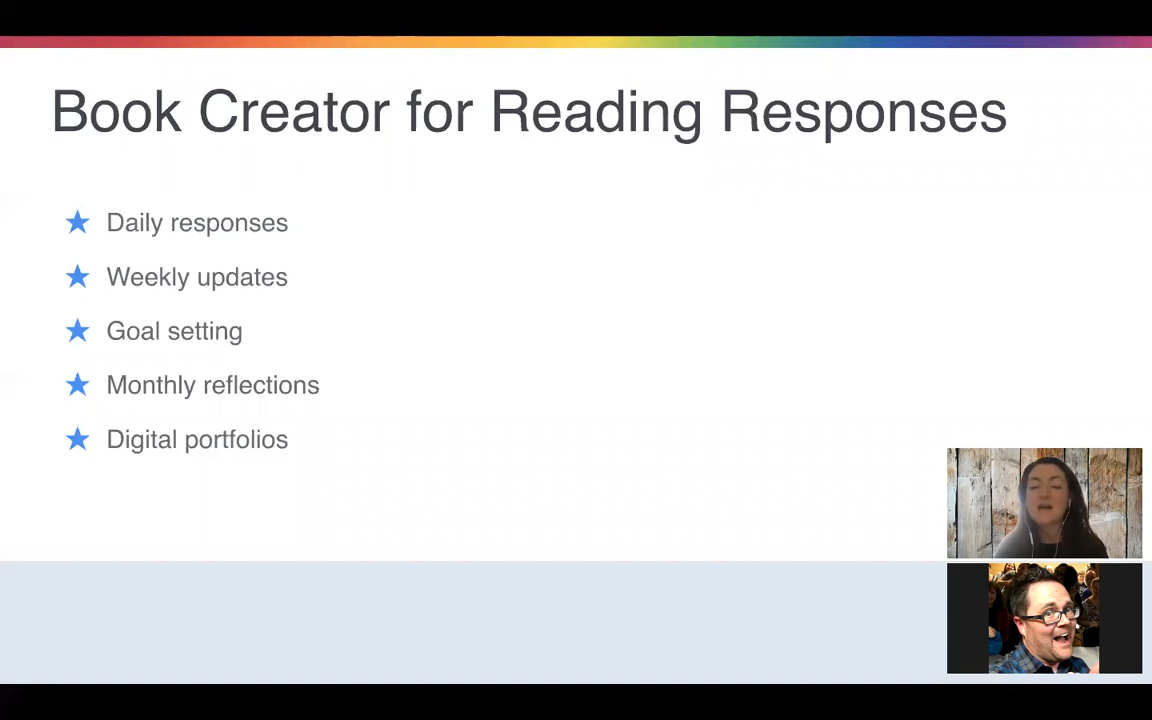 Book Creator for Reading Responses
Daily responses
Weekly updates
Goal setting
Monthly reflections
Digital portfolios